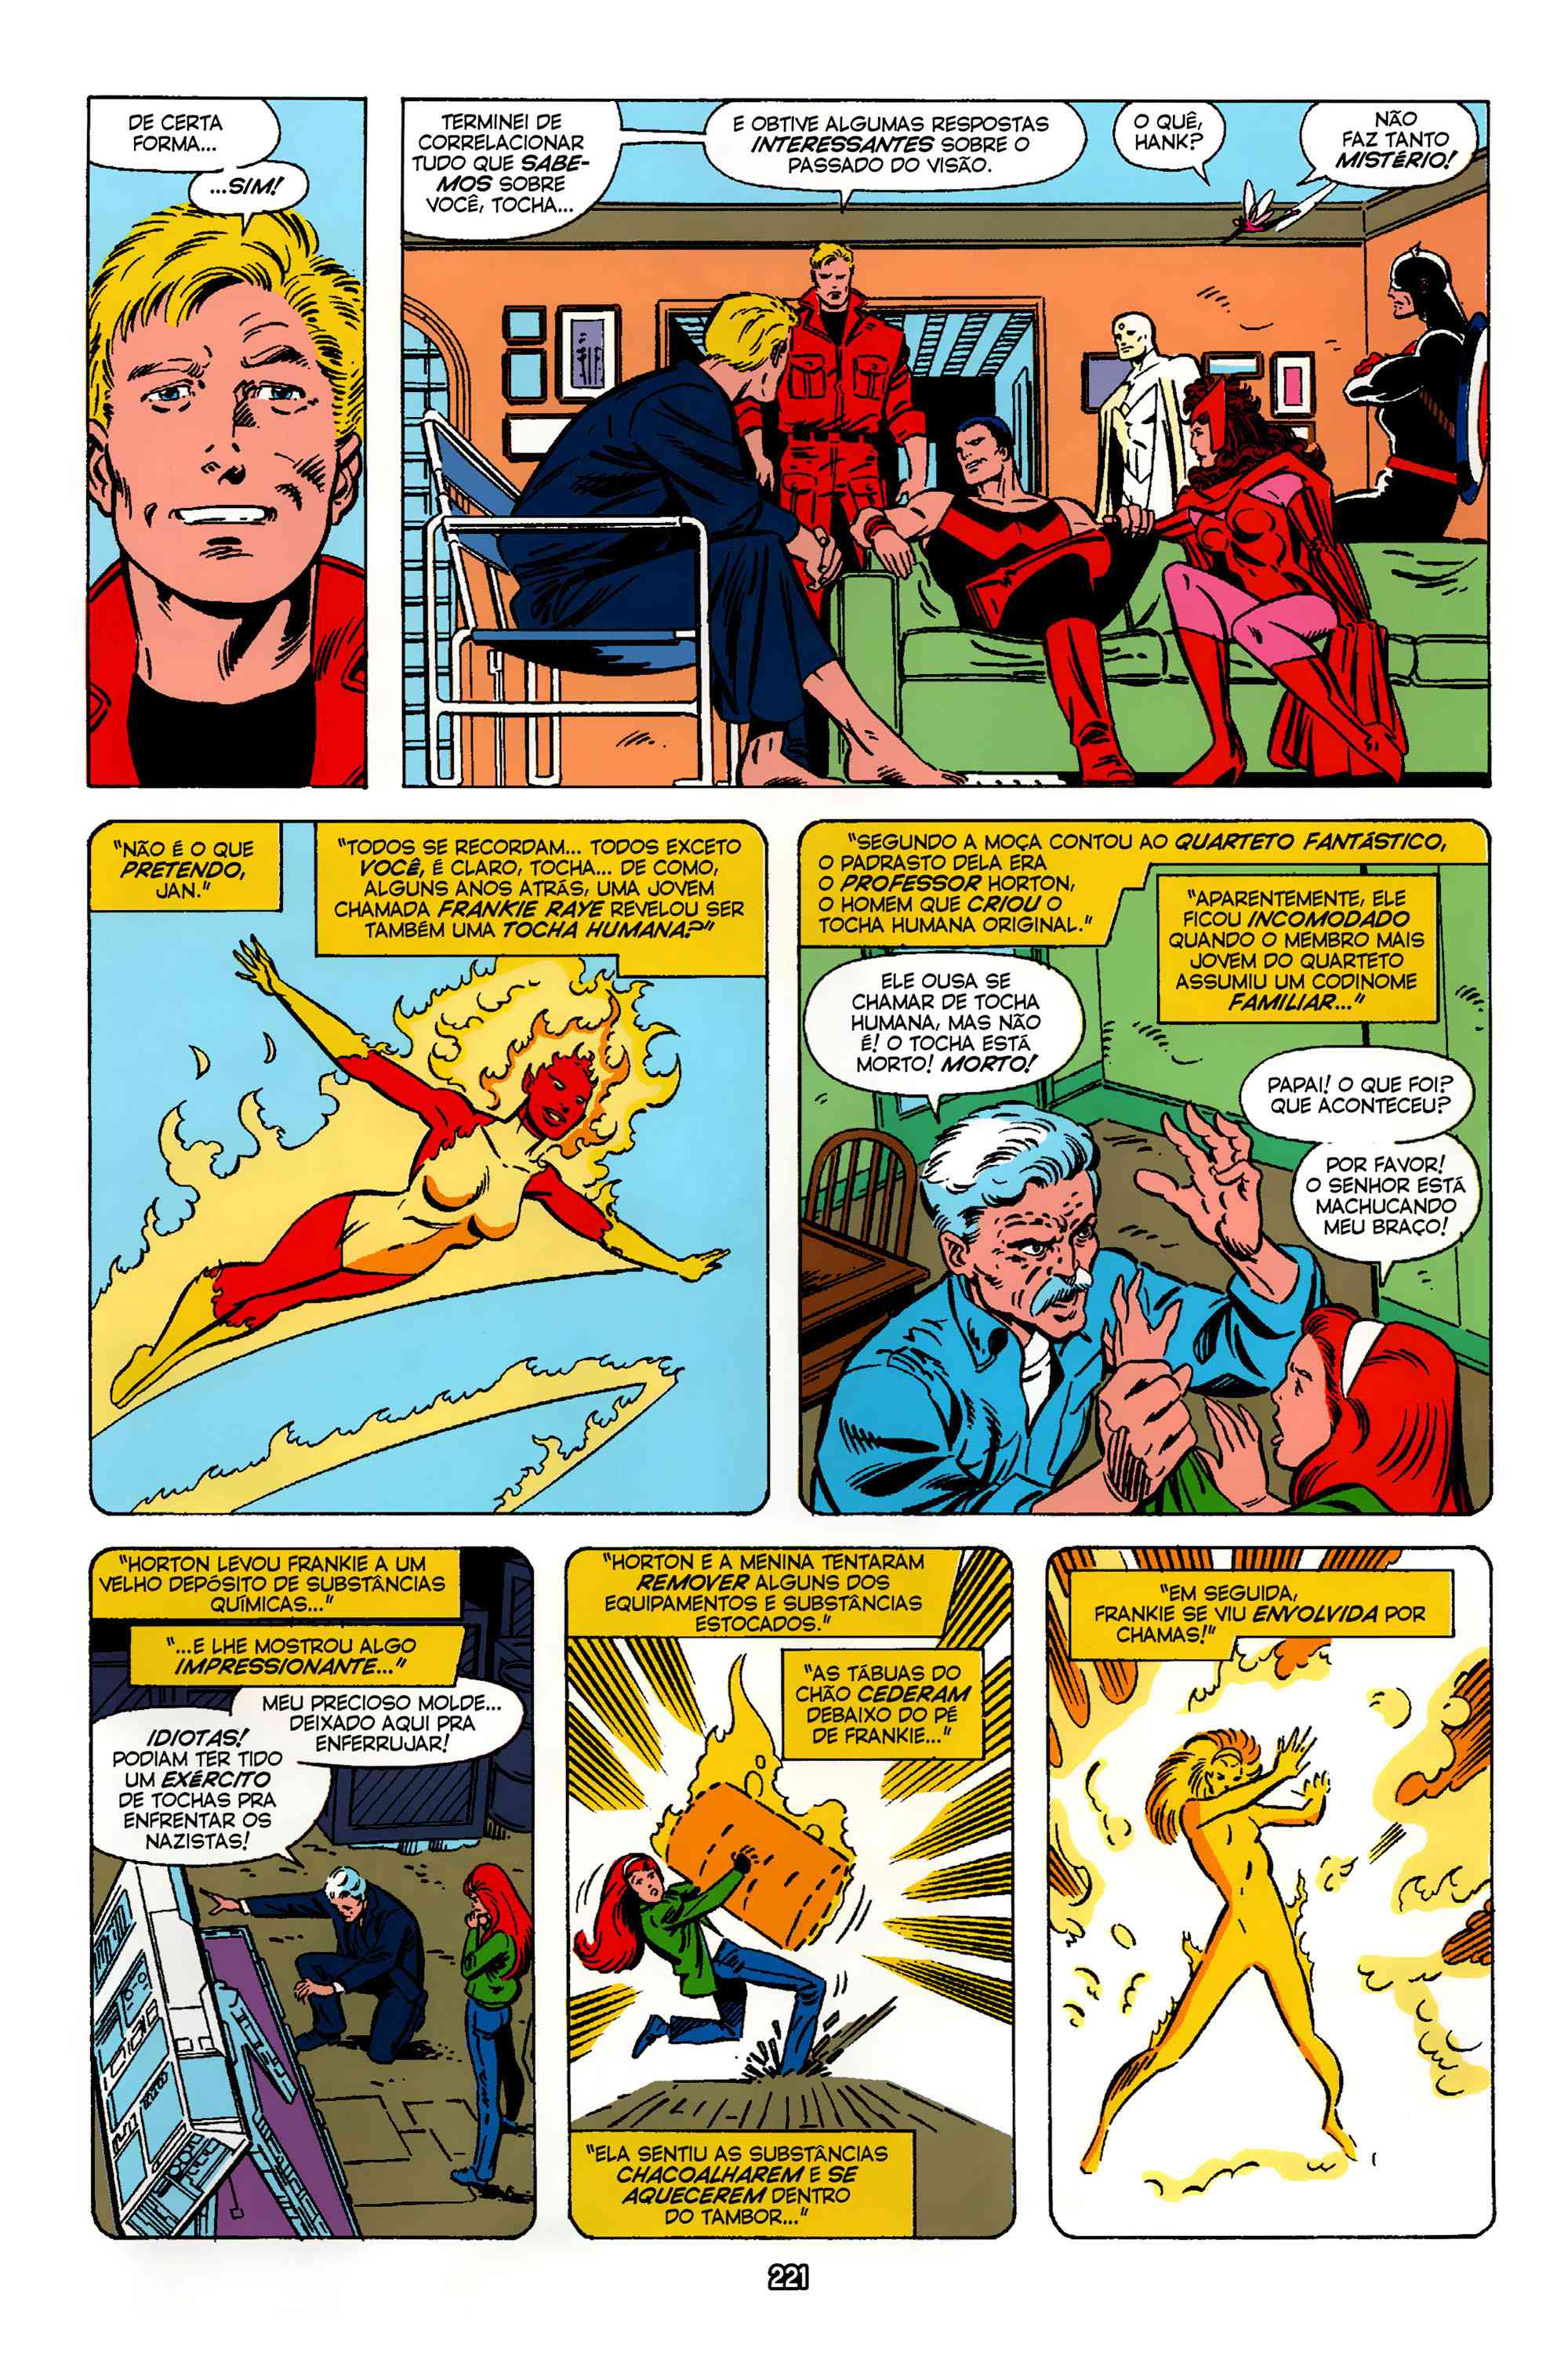 DE CERTA
FORMA...
...SIM!
TERMINEI DE
CORRELACIONAR
TUDO QUE SABE-
MOS SOBRE
VOCÊ, TOCHA...
E OBTIVE ALGUMAS RESPOSTAS
INTERESSANTES SOBRE O
PASSADO DO VISÃO.
O QUÊ,
HANK?
NÃO
FAZ TANTO
MISTÉRIO!
"NÃO É O QUE
PRETENDO,
JAN."
"TODOS SE RECORDAM... TODOS EXCETO
VOCÊ, É CLARO, TOCHA... DE COMO,
ALGUNS ANOS ATRÁS, UMA JOVEM
CHAMADA FRANKIE RAYE REVELOU SER
TAMBÉM UMA TOCHA HUMANA?"
"SEGUNDO A MOÇA CONTOU AO QUARTETO FANTÁSTICO,
O PADRASTO DELA ERA
O PROFESSOR HORTON,
O HOMEM QUE CRIOU O
TOCHA HUMANA ORIGINAL."
"APARENTEMENTE, ELE
FICOU INCOMODADO
QUANDO O MEMBRO MAIS
JOVEM DO QUARTETO
ASSUMIU UM CODINOME
FAMILIAR..."
ELE OUSA SE
CHAMAR DE TOCHA
HUMANA, MAS NÃO
É! O TOCHA ESTÁ
MORTO! MORTO!
PAPAI! O QUE FOI?
QUE ACONTECEU?
POR FAVOR!
O SENHOR ESTÁ
MACHUCANDO
MEU BRAÇO!
"HORTON LEVOU FRANKIE A UM
VELHO DEPÓSITO DE SUBSTÂNCIAS
QUÍMICAS..."
"...E LHE MOSTROU ALGO
IMPRESSIONANTE..."
MEU PRECIOSO MOLDE...
DEIXADO AQUI PRA
ENFERRUJAR!
IDIOTAS!
PODIAM TER TIDO
UM EXÉRCITO
DE TOCHAS PRA
ENFRENTAR OS
NAZISTAS!
"HORTON E A MENINA TENTARAM
REMOVER ALGUNS DOS
EQUIPAMENTOS E SUBSTÂNCIAS
ESTOCADOS."
"AS TÁBUAS DO
CHÃO CEDERAM
DEBAIXO DO PÉ
DE FRANKIE..."
"ELA SENTIU AS SUBSTÂNCIAS
CHACOALHAREM E SE
AQUECEREM DENTRO
DO TAMBOR..."
"EM SEGUIDA,
FRANKIE SE VIU ENVOLVIDA POR
CHAMAS!"
221